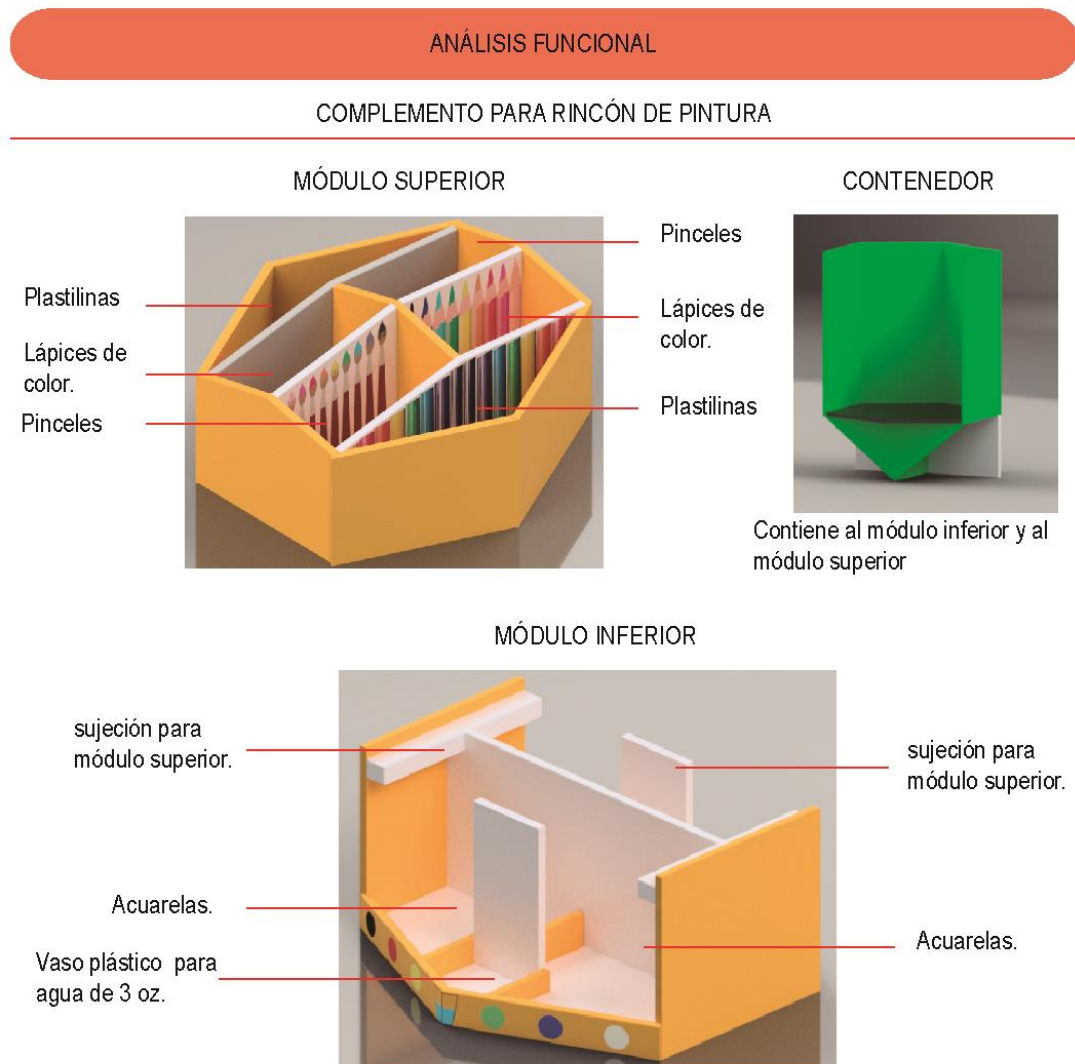 ANÁLISIS FUNCIONAL
COMPLEMENTO PARA RINCÓN DE PINTURA
MÓDULO SUPERIOR
CONTENEDOR
Plastilinas
Lápices de
color.
Pinceles
Pinceles
Lápices de
color.
Plastilinas
Contiene al módulo inferior y al
módulo superior
MÓDULO INFERIOR
sujeción para
módulo superior.
sujeción para
módulo superior.
Acuarelas.
Vaso plástico para
agua de 3 oz.
Acuarelas.